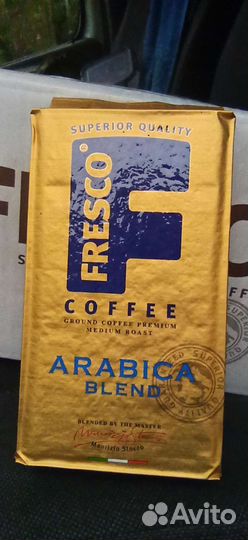 SUPERIOR QUALITY
FRESCO®
COFFEE
GROUND COFFEE PREMIUM
MEDIUM ROAST
ARABICA
BLEND
BLENDED BY THE MASTER
Avito